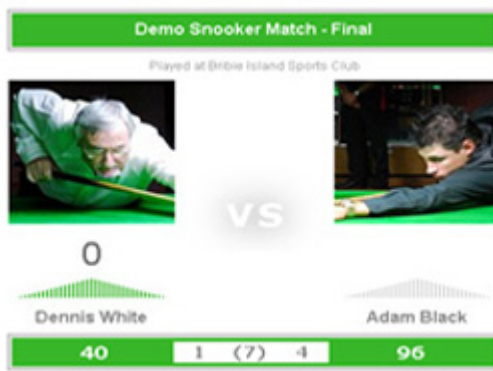 Demo Snooker Match - Final
Played at Bribie Island Sports Club
vs
0
Dennis White
Adam Black
40 1 (7) 4 96